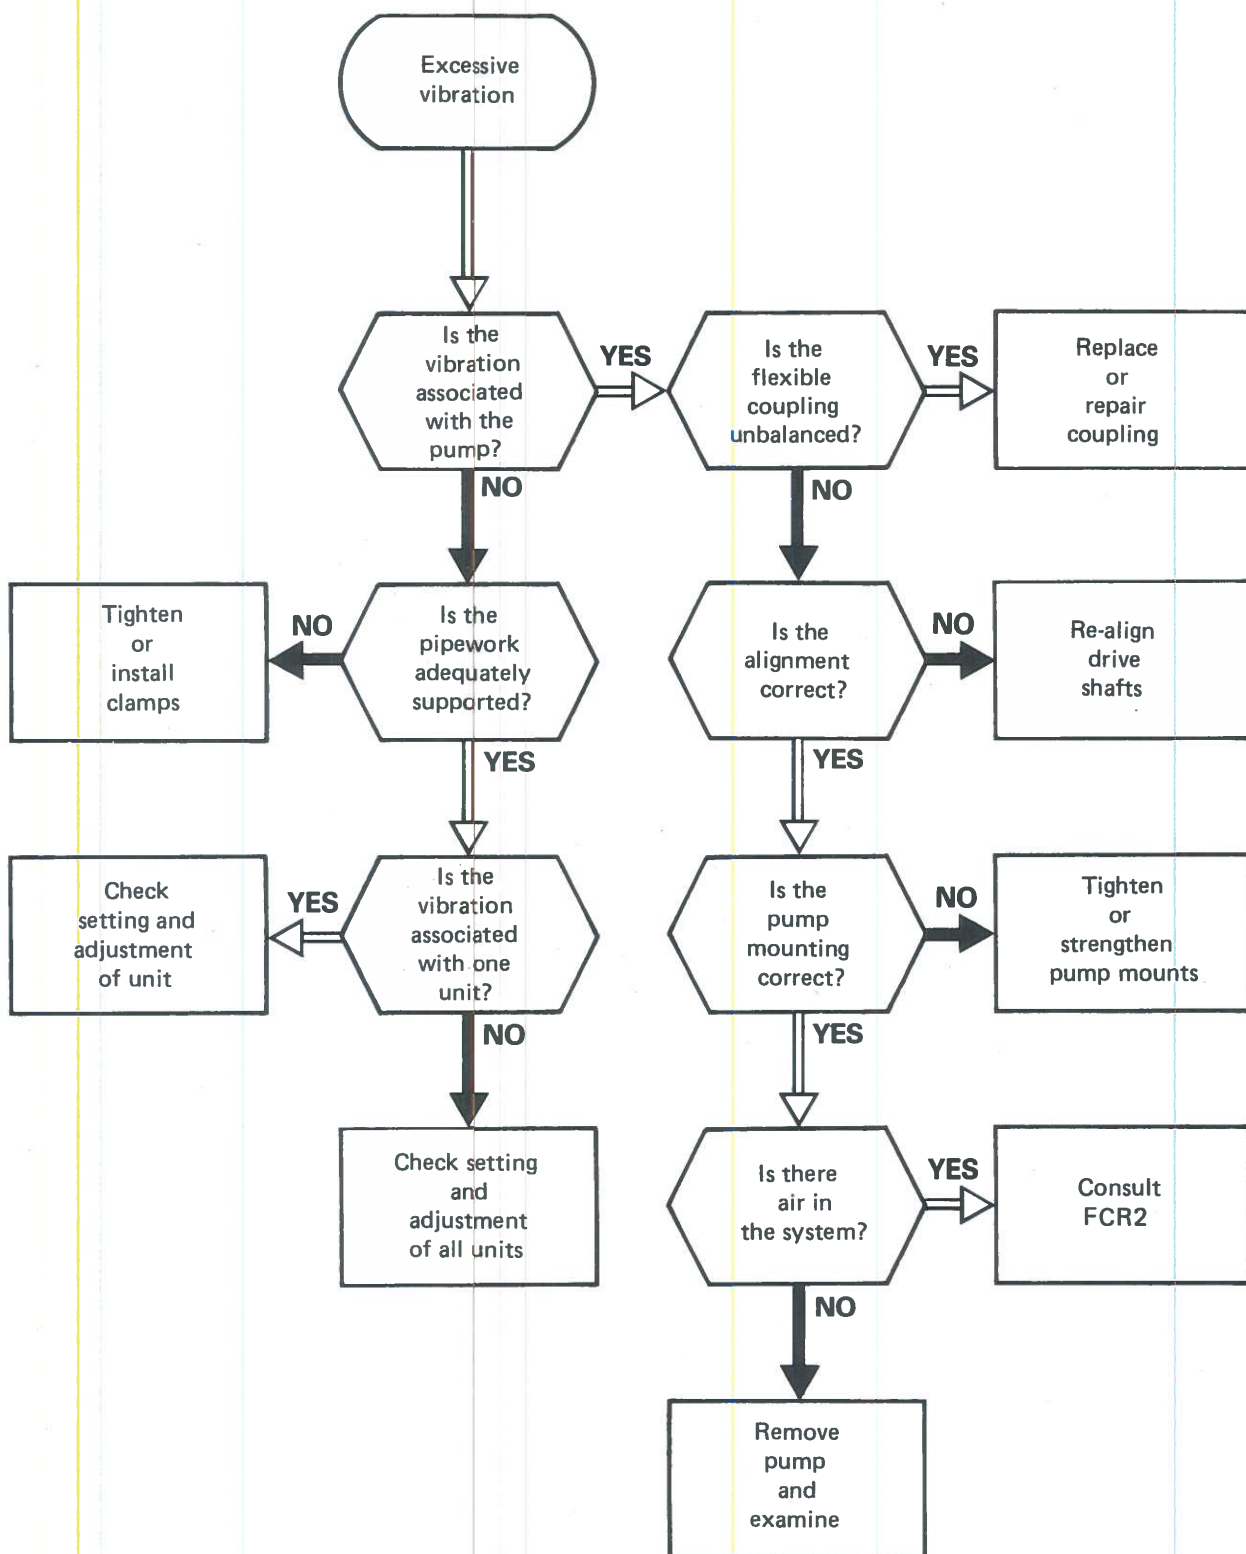 Excessive
vibration
Is the
vibration
associated
with the
pump?
YES
Is the
flexible
coupling
unbalanced?
YES
Replace
or
repair
coupling
NO
NO
Tighten
or
install
clamps
NO
Is the
pipework
adequately
supported?
Is the
alignment
correct?
NO
Re-align
drive
shafts
YES
YES
Check
setting and
adjustment
of unit
YES
Is the
vibration
associated
with one
unit?
Is the
pump
mounting
correct?
NO
Tighten
or
strengthen
pump mounts
NO
YES
Check setting
and
adjustment
of all units
Is there
air in
the system?
YES
Consult
FCR2
NO
Remove
pump
and
examine